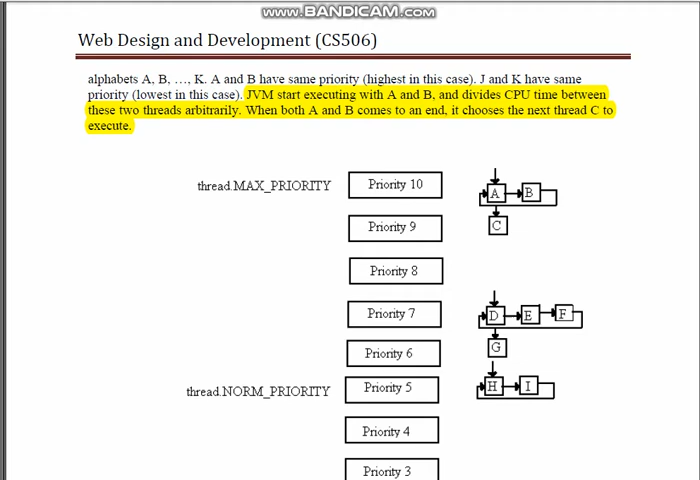 www.BANDICAM.com
Web Design and Development (CS506)
alphabets A, B, ..., K. A and B have same priority (highest in this case). J and K have same
priority (lowest in this case). JVM start executing with A and B, and divides CPU time between
these two threads arbitrarily. When both A and B comes to an end, it chooses the next thread C to
execute.
thread.MAX_PRIORITY Priority 10 A B
Priority 9 C
Priority 8
Priority 7 D E F
Priority 6 G
thread.NORM_PRIORITY Priority 5 H I
Priority 4
Priority 3